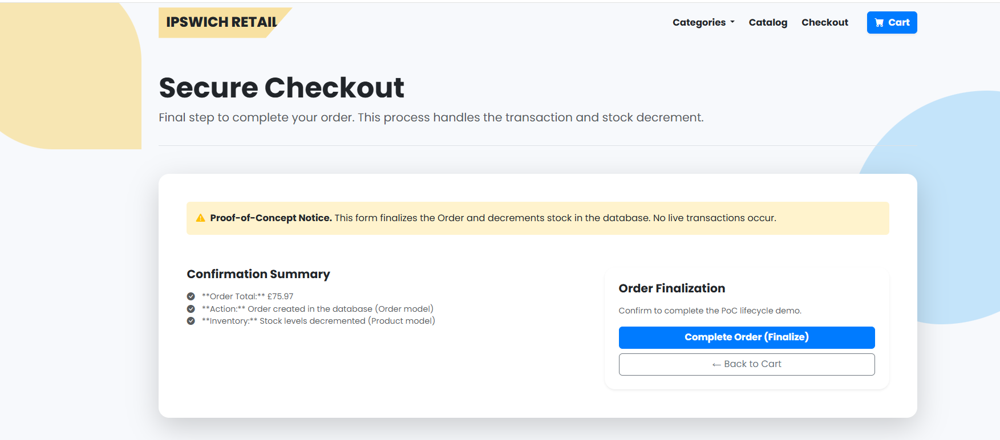 IPSWICH RETAIL
Categories
Catalog
Checkout
Cart
Secure Checkout
Final step to complete your order. This process handles the transaction and stock decrement.
Proof-of-Concept Notice. This form finalizes the Order and decrements stock in the database. No live transactions occur.
Confirmation Summary
**Order Total:** £75.97
**Action:** Order created in the database (Order model)
**Inventory:** Stock levels decremented (Product model)
Order Finalization
Confirm to complete the PoC lifecycle demo.
Complete Order (Finalize)
← Back to Cart